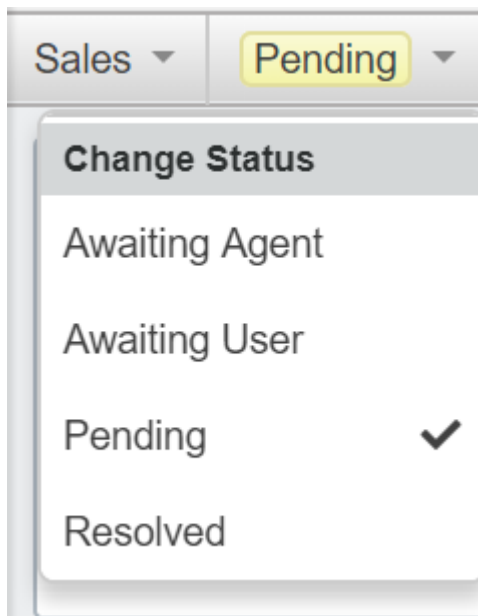 Sales Pending
Change Status
Awaiting Agent
Awaiting User
Pending
Resolved